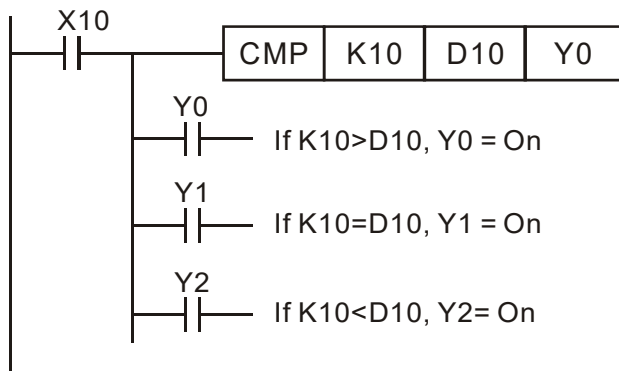 X10
CMP K10 D10 Y0
Y0
If K10>D10, Y0 = On
Y1
If K10=D10, Y1 = On
Y2
If K10<D10, Y2= On